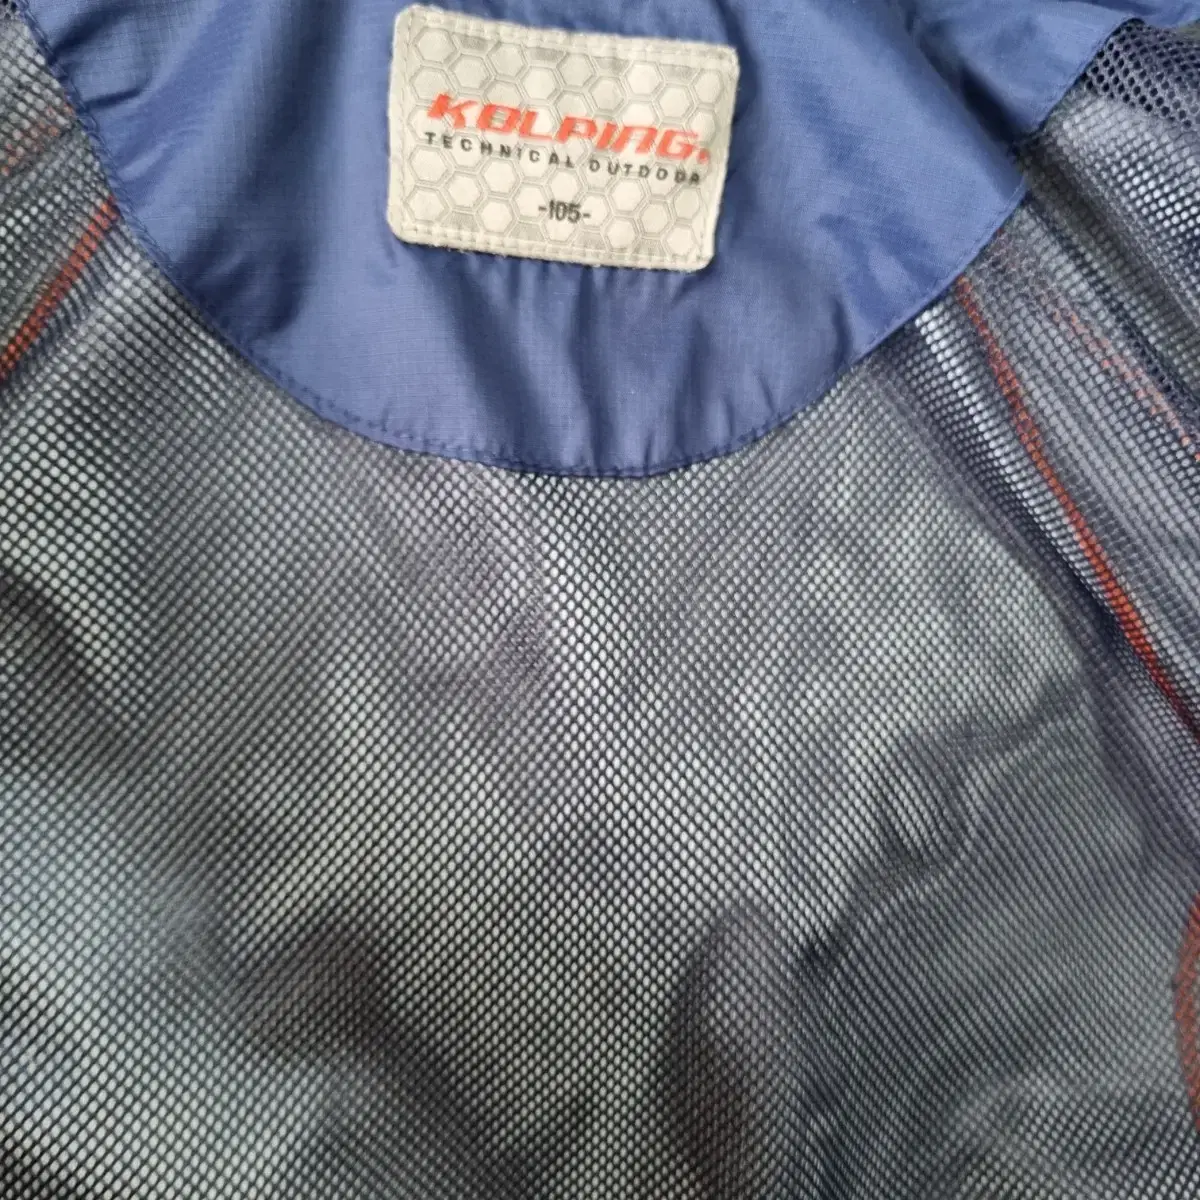 KOLPING.
TECHNICAL OUTDOOR
-105-